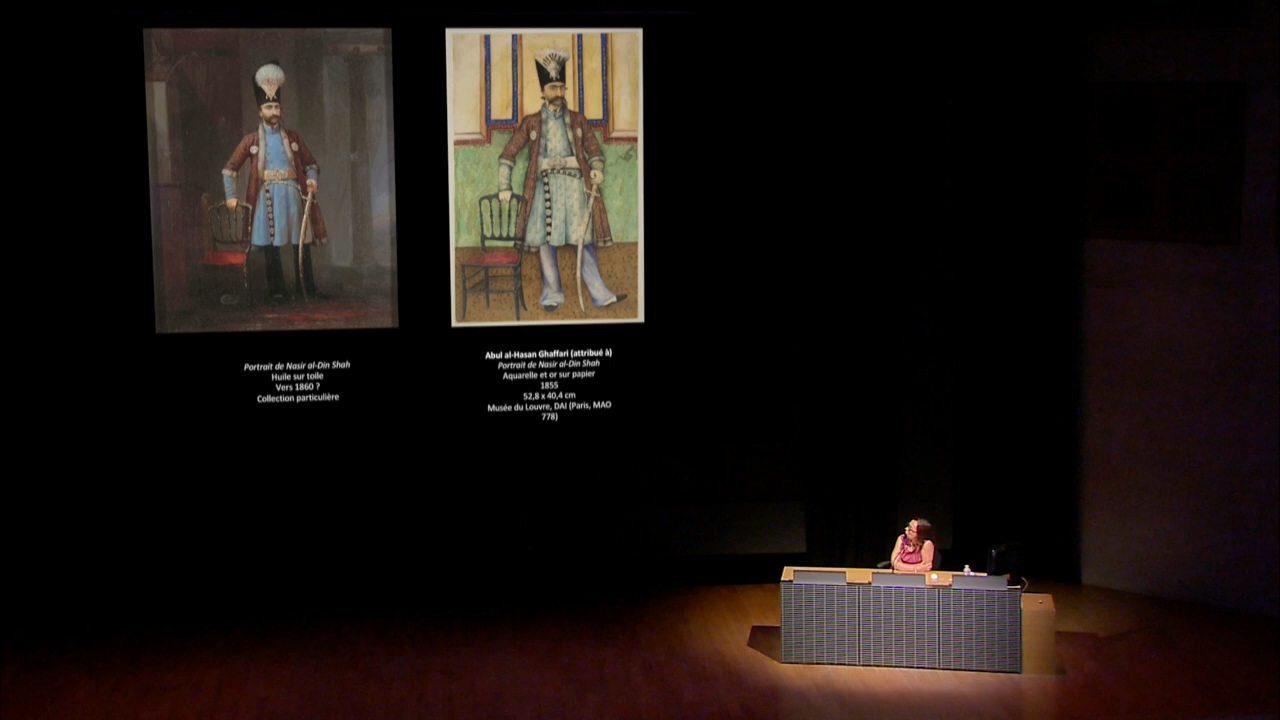 Portrait de Nasir al-Din Shah
Huile sur toile
Vers 1860 ?
Collection particulière
Abul al-Hasan Ghaffari (attribué à)
Portrait de Nasir al-Din Shah
Aquarelle et or sur papier
1855
52,8 x 40,4 cm
Musée du Louvre, DAI (Paris, MAO
778)